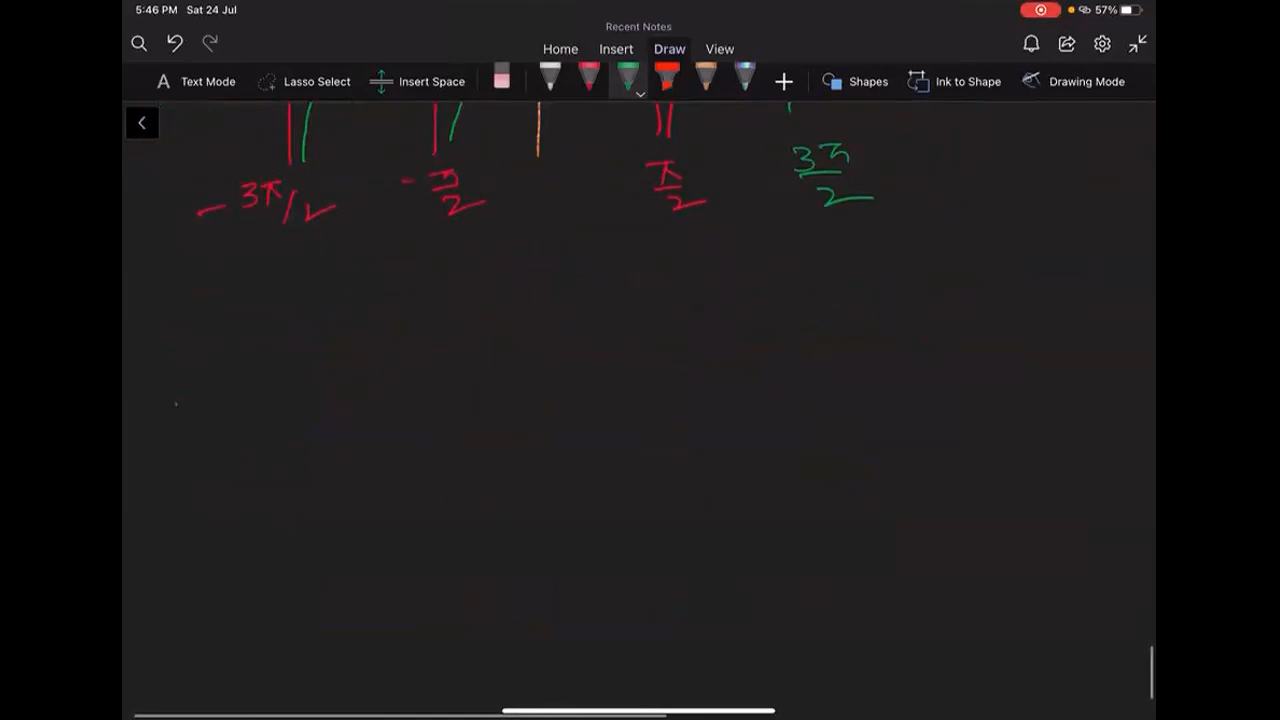 5:46 PM Sat 24 Jul 57%
Recent Notes
Home Insert Draw View
A Text Mode Lasso Select Insert Space Shapes Ink to Shape Drawing Mode
-3π/2 -π/2 π/2 3π/2